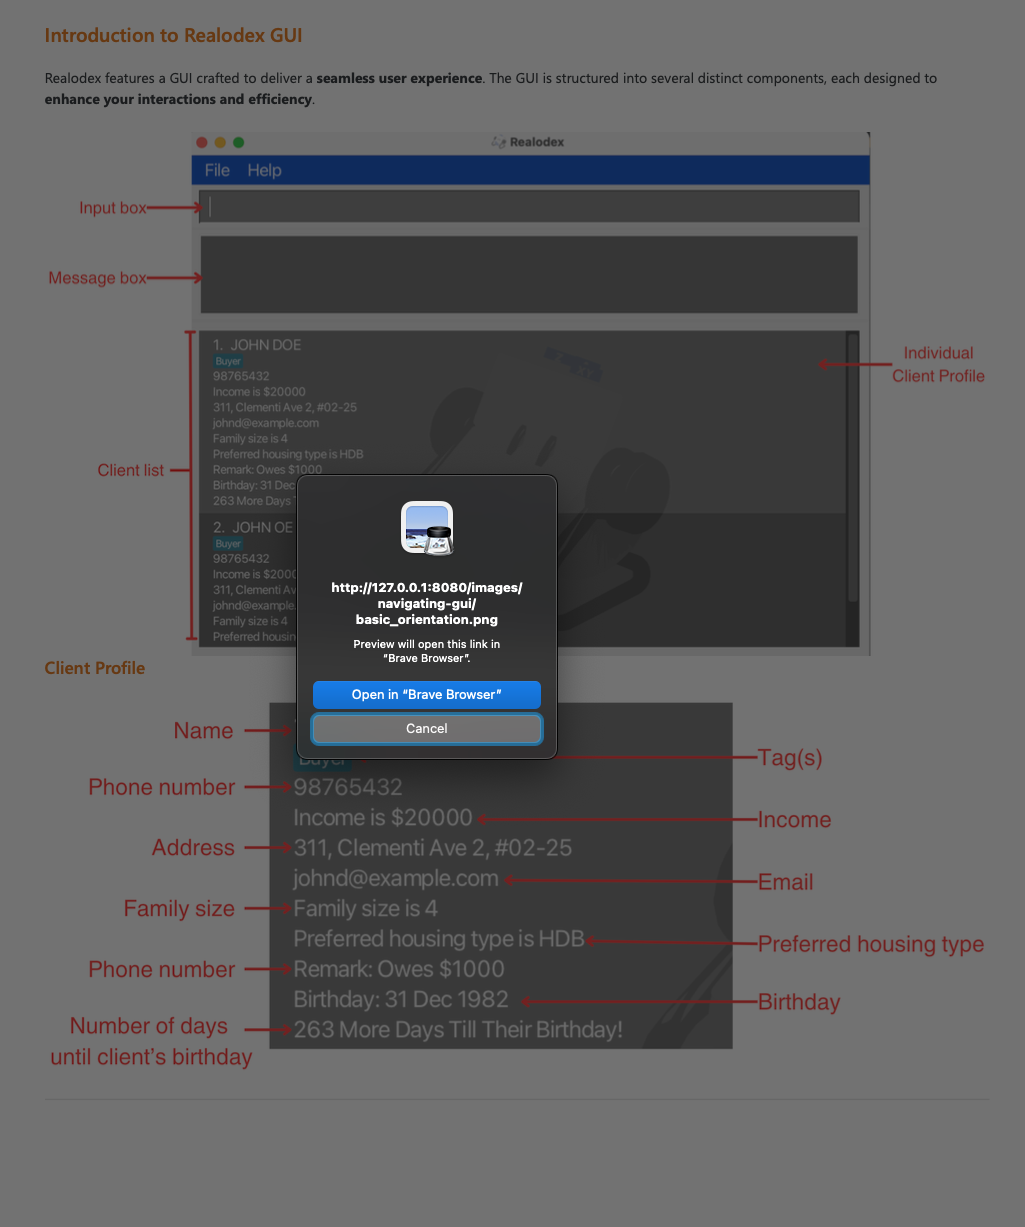 Introduction to Realodex GUI
Realodex features a GUI crafted to deliver a seamless user experience. The GUI is structured into several distinct components, each designed to
enhance your interactions and efficiency.
Realodex
File Help
Input box
Message box
1. JOHN DOE
Buyer
98765432
Income is $20000
311, Clementi Ave 2, #02-25
johnd@example.com
Family size is 4
Preferred housing type is HDB
Remark: Owes $1000
Birthday: 31 Dec
263 More Days
Individual
Client Profile
Client list
2. JOHN OE
Buyer
98765432
Income is $2000
311, Clementi Av
johnd@example.
Family size is 4
Preferred housin
http://127.0.0.1:8080/images/
navigating-gui/
basic_orientation.png
Preview will open this link in
“Brave Browser”.
Open in “Brave Browser”
Cancel
Client Profile
Name
Buyer
Tag(s)
Phone number
98765432
Income is $20000
Income
Address
311, Clementi Ave 2, #02-25
johnd@example.com
Email
Family size
Family size is 4
Preferred housing type is HDB
Preferred housing type
Phone number
Remark: Owes $1000
Birthday: 31 Dec 1982
Birthday
Number of days
until client’s birthday
263 More Days Till Their Birthday!